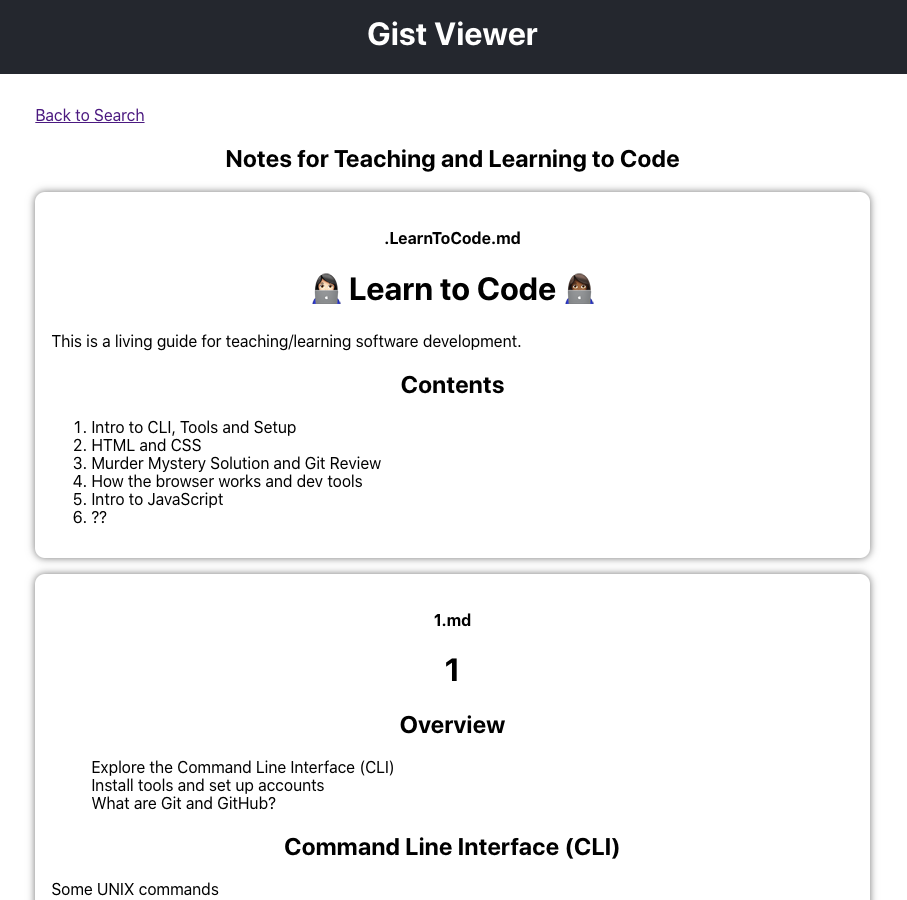 Gist Viewer
Back to Search
Notes for Teaching and Learning to Code
.LearnToCode.md
👩🏻‍💻 Learn to Code 👩🏾‍💻
This is a living guide for teaching/learning software development.
Contents
1. Intro to CLI, Tools and Setup
2. HTML and CSS
3. Murder Mystery Solution and Git Review
4. How the browser works and dev tools
5. Intro to JavaScript
6. ??
1.md
1
Overview
Explore the Command Line Interface (CLI)
Install tools and set up accounts
What are Git and GitHub?
Command Line Interface (CLI)
Some UNIX commands